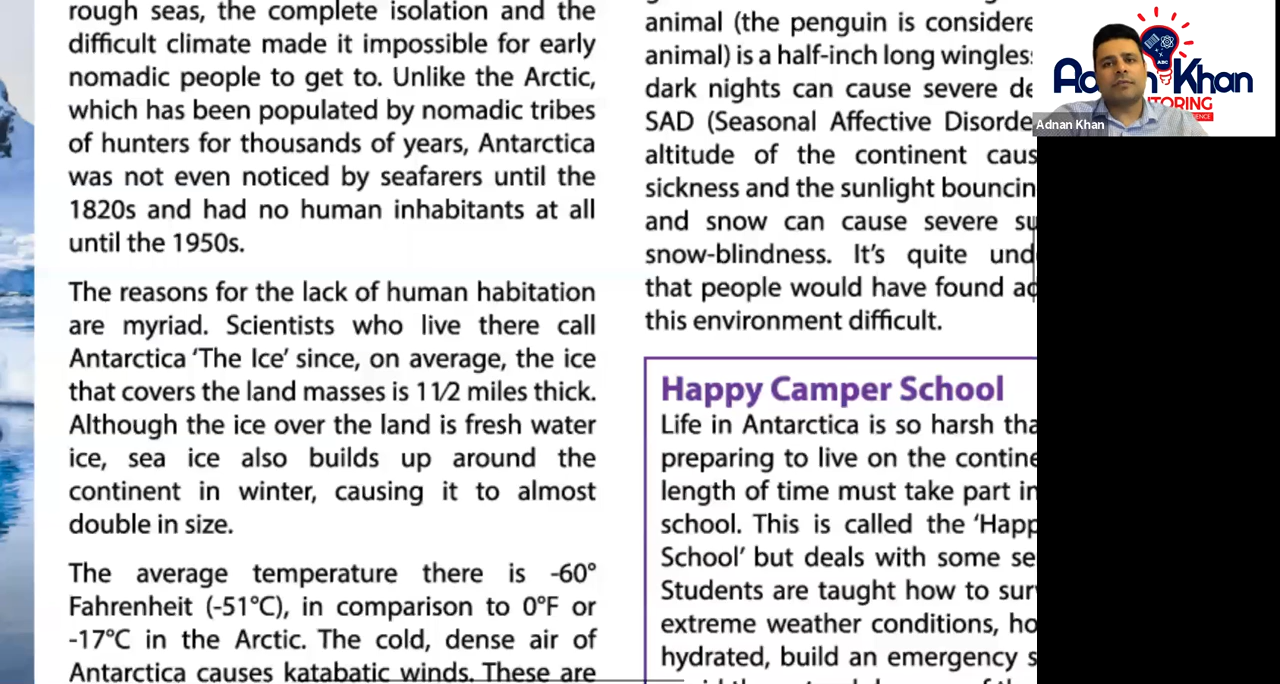 rough seas, the complete isolation and the
difficult climate made it impossible for early
nomadic people to get to. Unlike the Arctic,
which has been populated by nomadic tribes
of hunters for thousands of years, Antarctica
was not even noticed by seafarers until the
1820s and had no human inhabitants at all
until the 1950s.
The reasons for the lack of human habitation
are myriad. Scientists who live there call
Antarctica ‘The Ice’ since, on average, the ice
that covers the land masses is 11⁄2 miles thick.
Although the ice over the land is fresh water
ice, sea ice also builds up around the
continent in winter, causing it to almost
double in size.
The average temperature there is -60°
Fahrenheit (-51°C), in comparison to 0°F or
-17°C in the Arctic. The cold, dense air of
Antarctica causes katabatic winds. These are
animal (the penguin is considere
animal) is a half-inch long wingles
dark nights can cause severe de
SAD (Seasonal Affective Disorde
altitude of the continent caus
sickness and the sunlight bouncin
and snow can cause severe su
snow-blindness. It’s quite und
that people would have found ad
this environment difficult.
Happy Camper School
Life in Antarctica is so harsh tha
preparing to live on the contine
length of time must take part in
school. This is called the ‘Happ
School’ but deals with some se
Students are taught how to sur
extreme weather conditions, ho
hydrated, build an emergency s
Khan
ABC
Adnan Khan